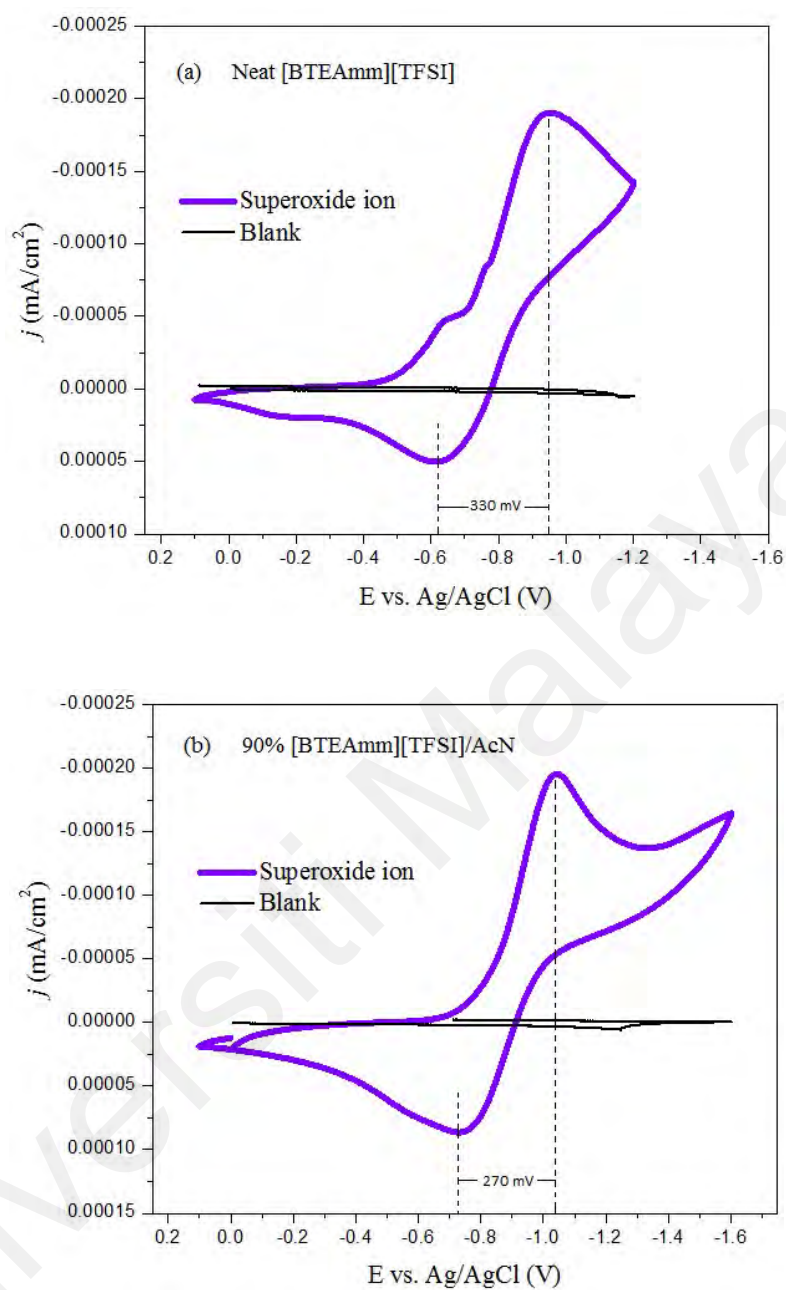 (a) Neat [BTEAmm][TFSI]
-0.00025
-0.00020
-0.00015
-0.00010
-0.00005
0.00000
0.00005
0.00010
j (mA/cm²)
Superoxide ion
Blank
330 mV
0.2 0.0 -0.2 -0.4 -0.6 -0.8 -1.0 -1.2 -1.4 -1.6
E vs. Ag/AgCl (V)
(b) 90% [BTEAmm][TFSI]/AcN
-0.00025
-0.00020
-0.00015
-0.00010
-0.00005
0.00000
0.00005
0.00010
0.00015
j (mA/cm²)
Superoxide ion
Blank
270 mV
0.2 0.0 -0.2 -0.4 -0.6 -0.8 -1.0 -1.2 -1.4 -1.6
E vs. Ag/AgCl (V)
versiti Malaya